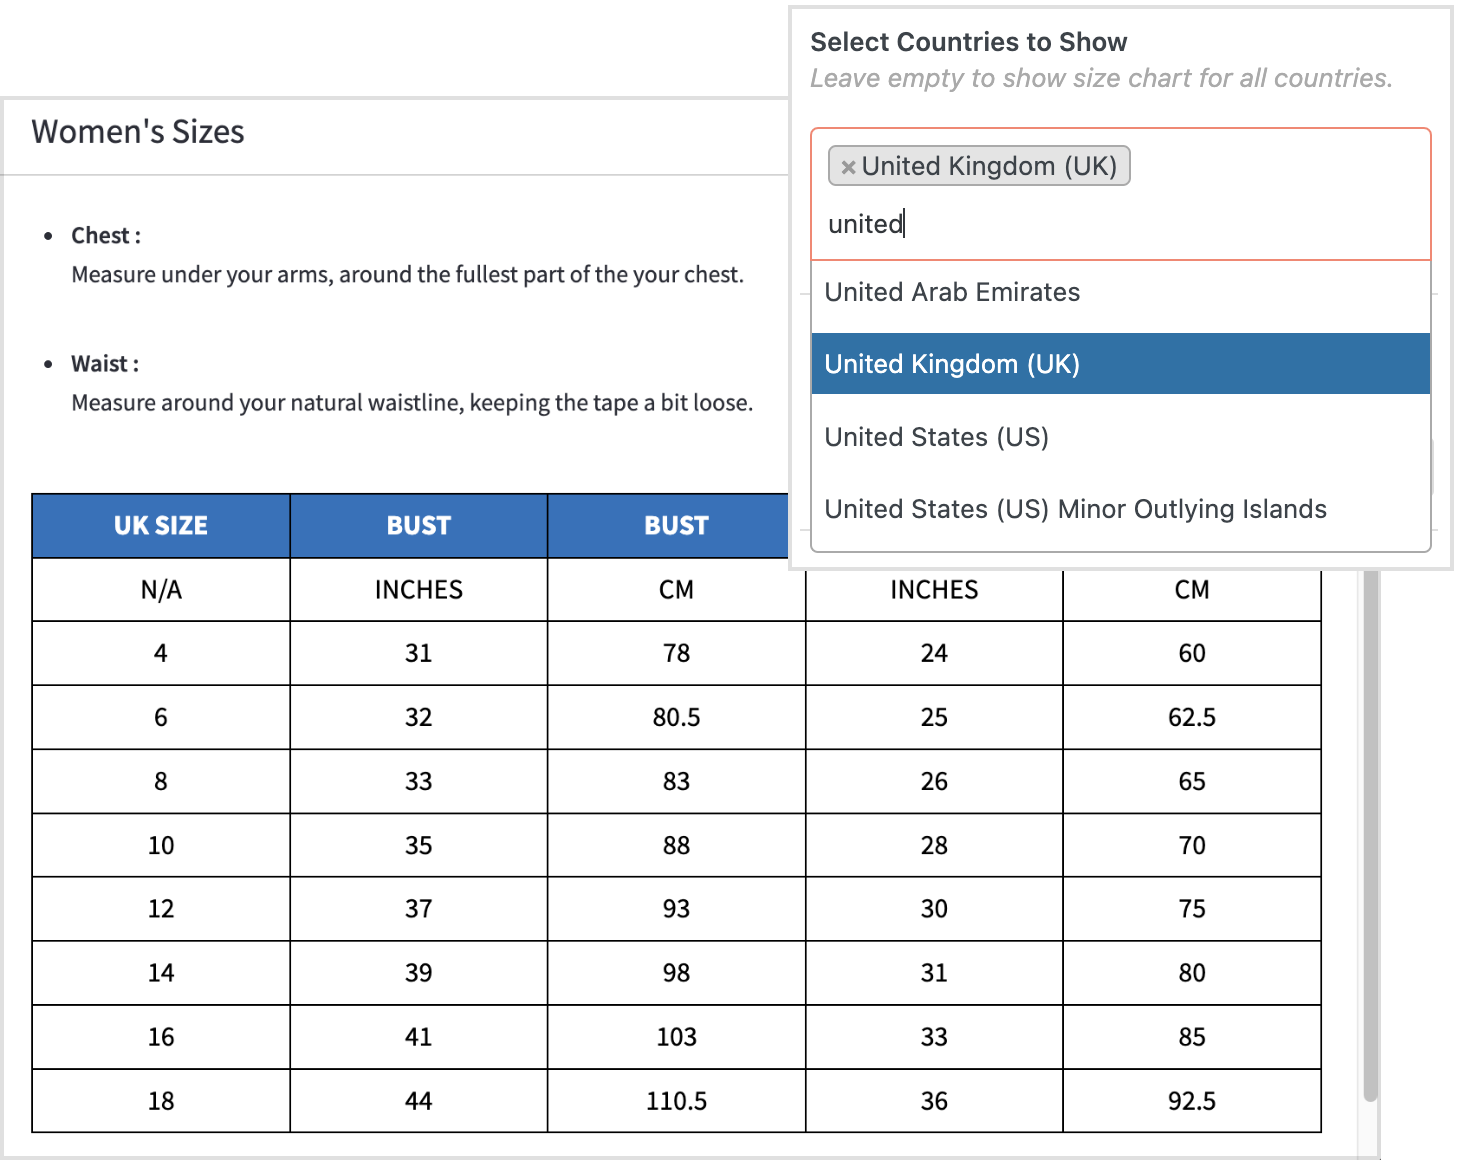 Select Countries to Show
Leave empty to show size chart for all countries.
× United Kingdom (UK)
united
United Arab Emirates
United Kingdom (UK)
United States (US)
United States (US) Minor Outlying Islands
Women's Sizes
• Chest :
Measure under your arms, around the fullest part of the your chest.
• Waist :
Measure around your natural waistline, keeping the tape a bit loose.
UK SIZE BUST BUST
N/A INCHES CM INCHES CM
4 31 78 24 60
6 32 80.5 25 62.5
8 33 83 26 65
10 35 88 28 70
12 37 93 30 75
14 39 98 31 80
16 41 103 33 85
18 44 110.5 36 92.5